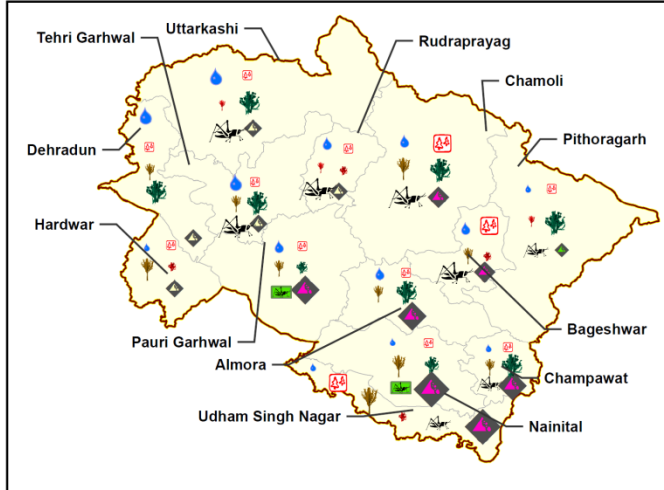 Uttarkashi
Tehri Garhwal
Rudraprayag
Chamoli
Pithoragarh
Dehradun
Hardwar
Pauri Garhwal
Bageshwar
Almora
Champawat
Udham Singh Nagar
Nainital